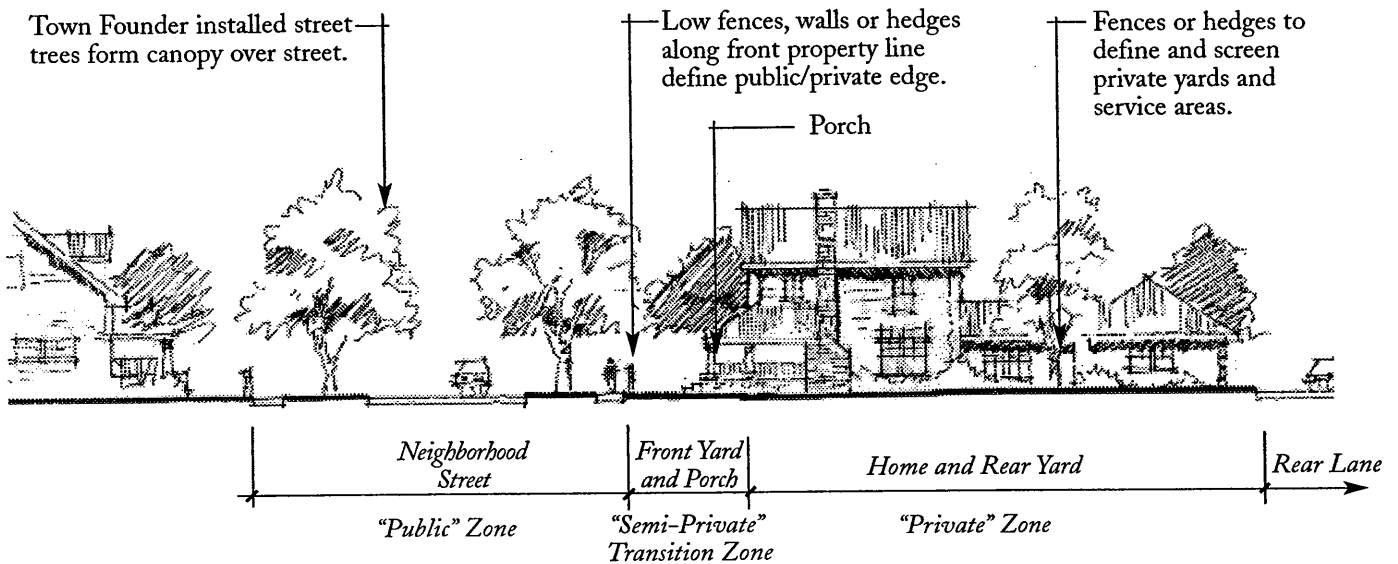 Town Founder installed street
trees form canopy over street.
Low fences, walls or hedges
along front property line
define public/private edge.
Porch
Fences or hedges to
define and screen
private yards and
service areas.
Neighborhood
Street
Front Yard
and Porch
Home and Rear Yard
Rear Lane
"Public" Zone
"Semi-Private"
Transition Zone
"Private" Zone